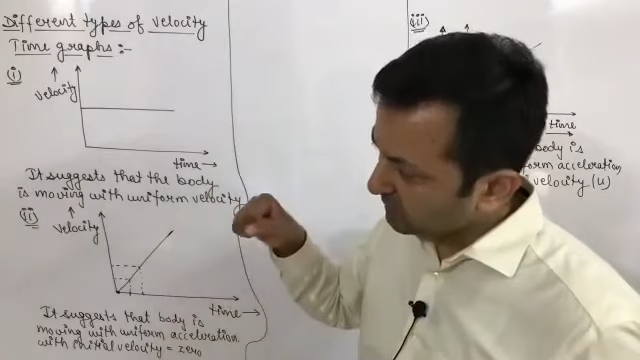 Different types of velocity
Time graphs :-
(i)
velocity
time
It suggests that the body
is moving with uniform velocity
(ii)
velocity
time
It suggests that body is
moving with uniform acceleration
with initial velocity = zero
(iii)
time
body is
acceleration
velocity (u)